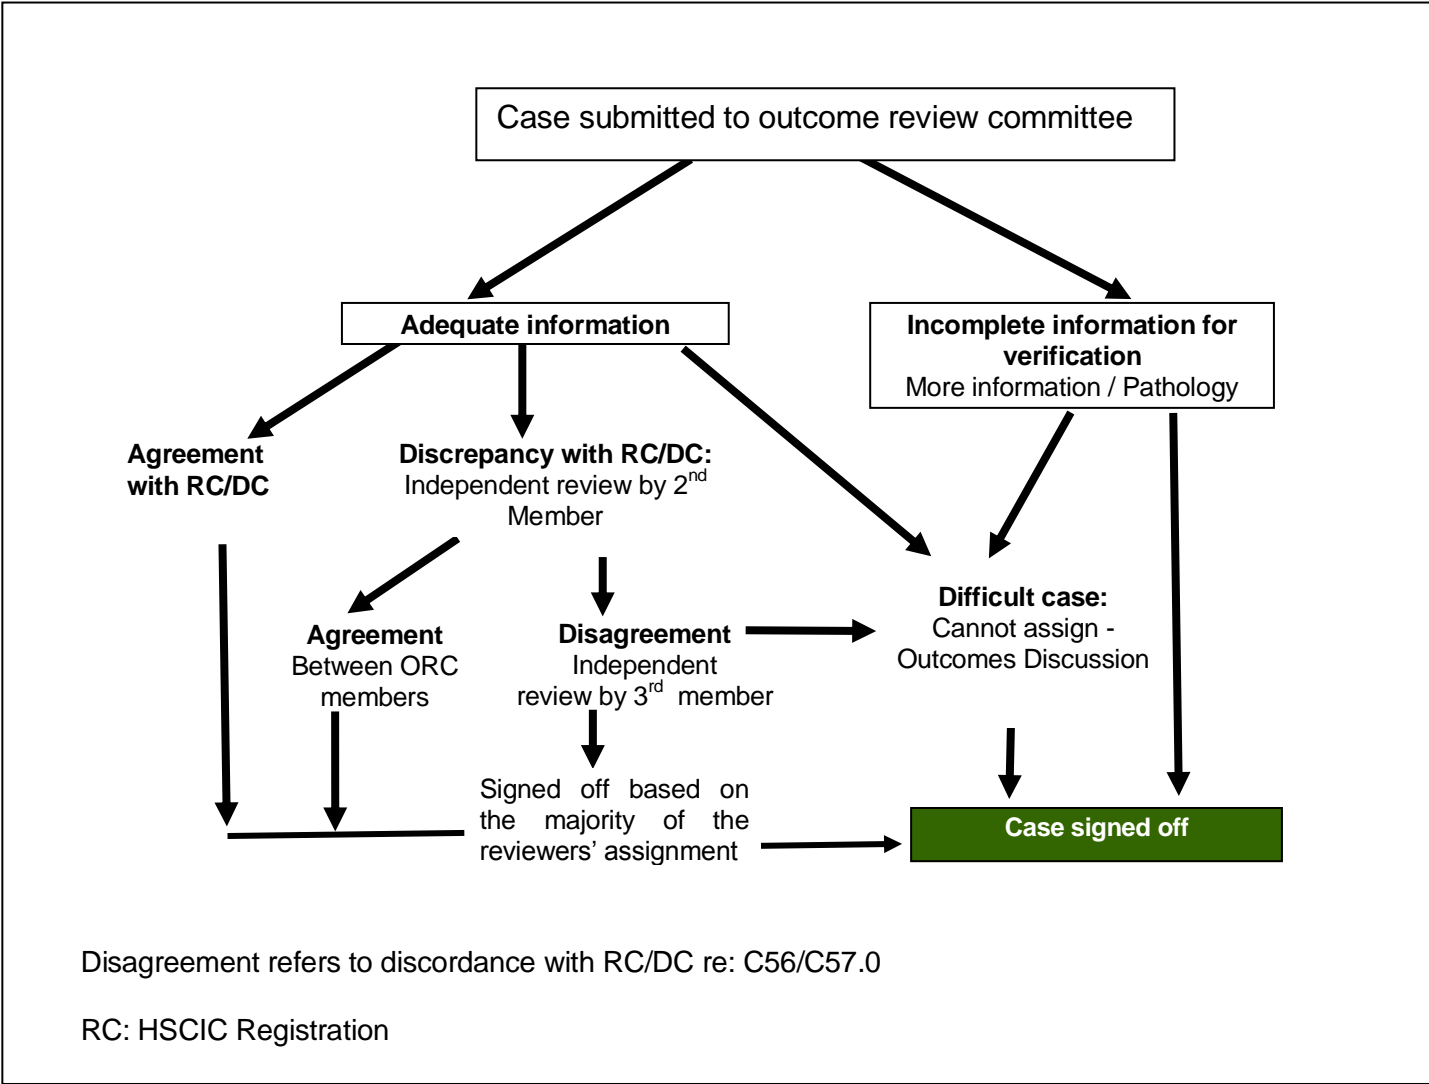 Case submitted to outcome review committee
Adequate information
Incomplete information for
verification
More information / Pathology
Agreement
with RC/DC
Discrepancy with RC/DC:
Independent review by 2nd
Member
Agreement
Between ORC
members
Disagreement
Independent
review by 3rd member
Difficult case:
Cannot assign -
Outcomes Discussion
Signed off based on
the majority of the
reviewers’ assignment
Case signed off
Disagreement refers to discordance with RC/DC re: C56/C57.0
RC: HSCIC Registration